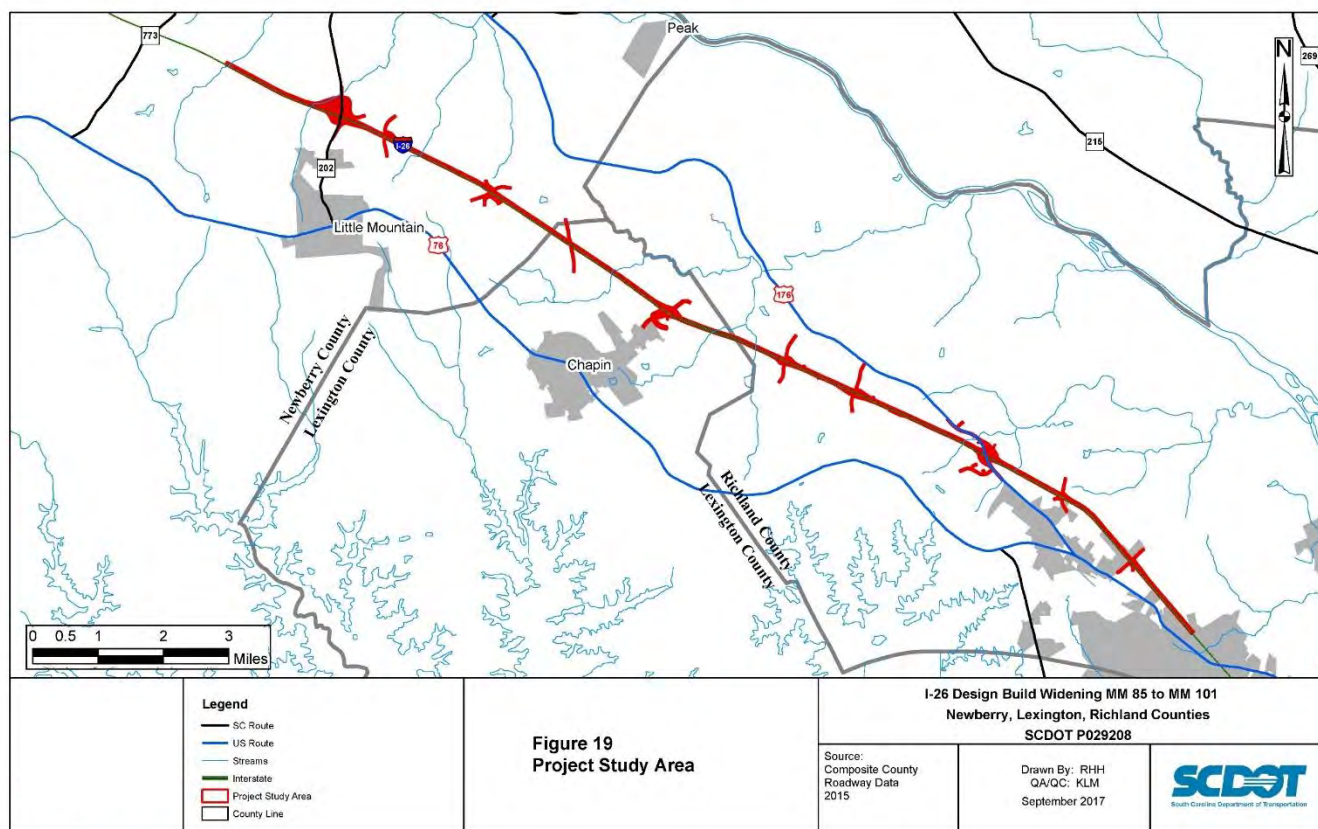 Peak
773
N
269
215
I-26
202
Little Mountain
76
176
Newberry County
Lexington County
Chapin
Richland County
Lexington County
0 0.5 1 2 3
Miles
Legend
SC Route
US Route
Streams
Interstate
Project Study Area
County Line
Figure 19
Project Study Area
I-26 Design Build Widening MM 85 to MM 101
Newberry, Lexington, Richland Counties
SCDOT P029208
Source:
Composite County
Roadway Data
2015
Drawn By: RHH
QA/QC: KLM
September 2017
SCDOT
South Carolina Department of Transportation